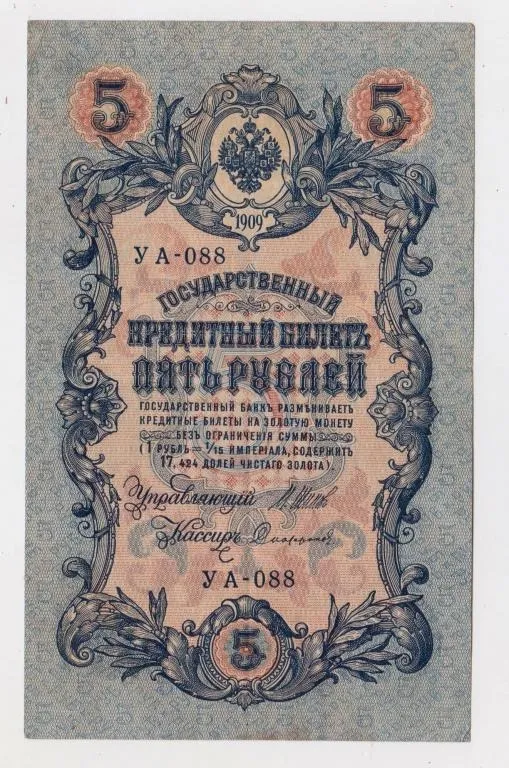 5 5
1909
УА-088
ГОСУДАРСТВЕННЫЙ
КРЕДИТНЫЙ БИЛЕТЪ
ПЯТЬ РУБЛЕЙ
ГОСУДАРСТВЕННЫЙ БАНКЪ РАЗМѢНИВАЕТЪ
КРЕДИТНЫЕ БИЛЕТЫ НА ЗОЛОТУЮ МОНЕТУ
БЕЗЪ ОГРАНИЧЕНІЯ СУММЫ
(1 РУБЛЬ = 1/15 ИМПЕРІАЛА, СОДЕРЖИТЪ
17,424 ДОЛЕЙ ЧИСТАГО ЗОЛОТА).
Управляющій
Кассиръ
УА-088
5